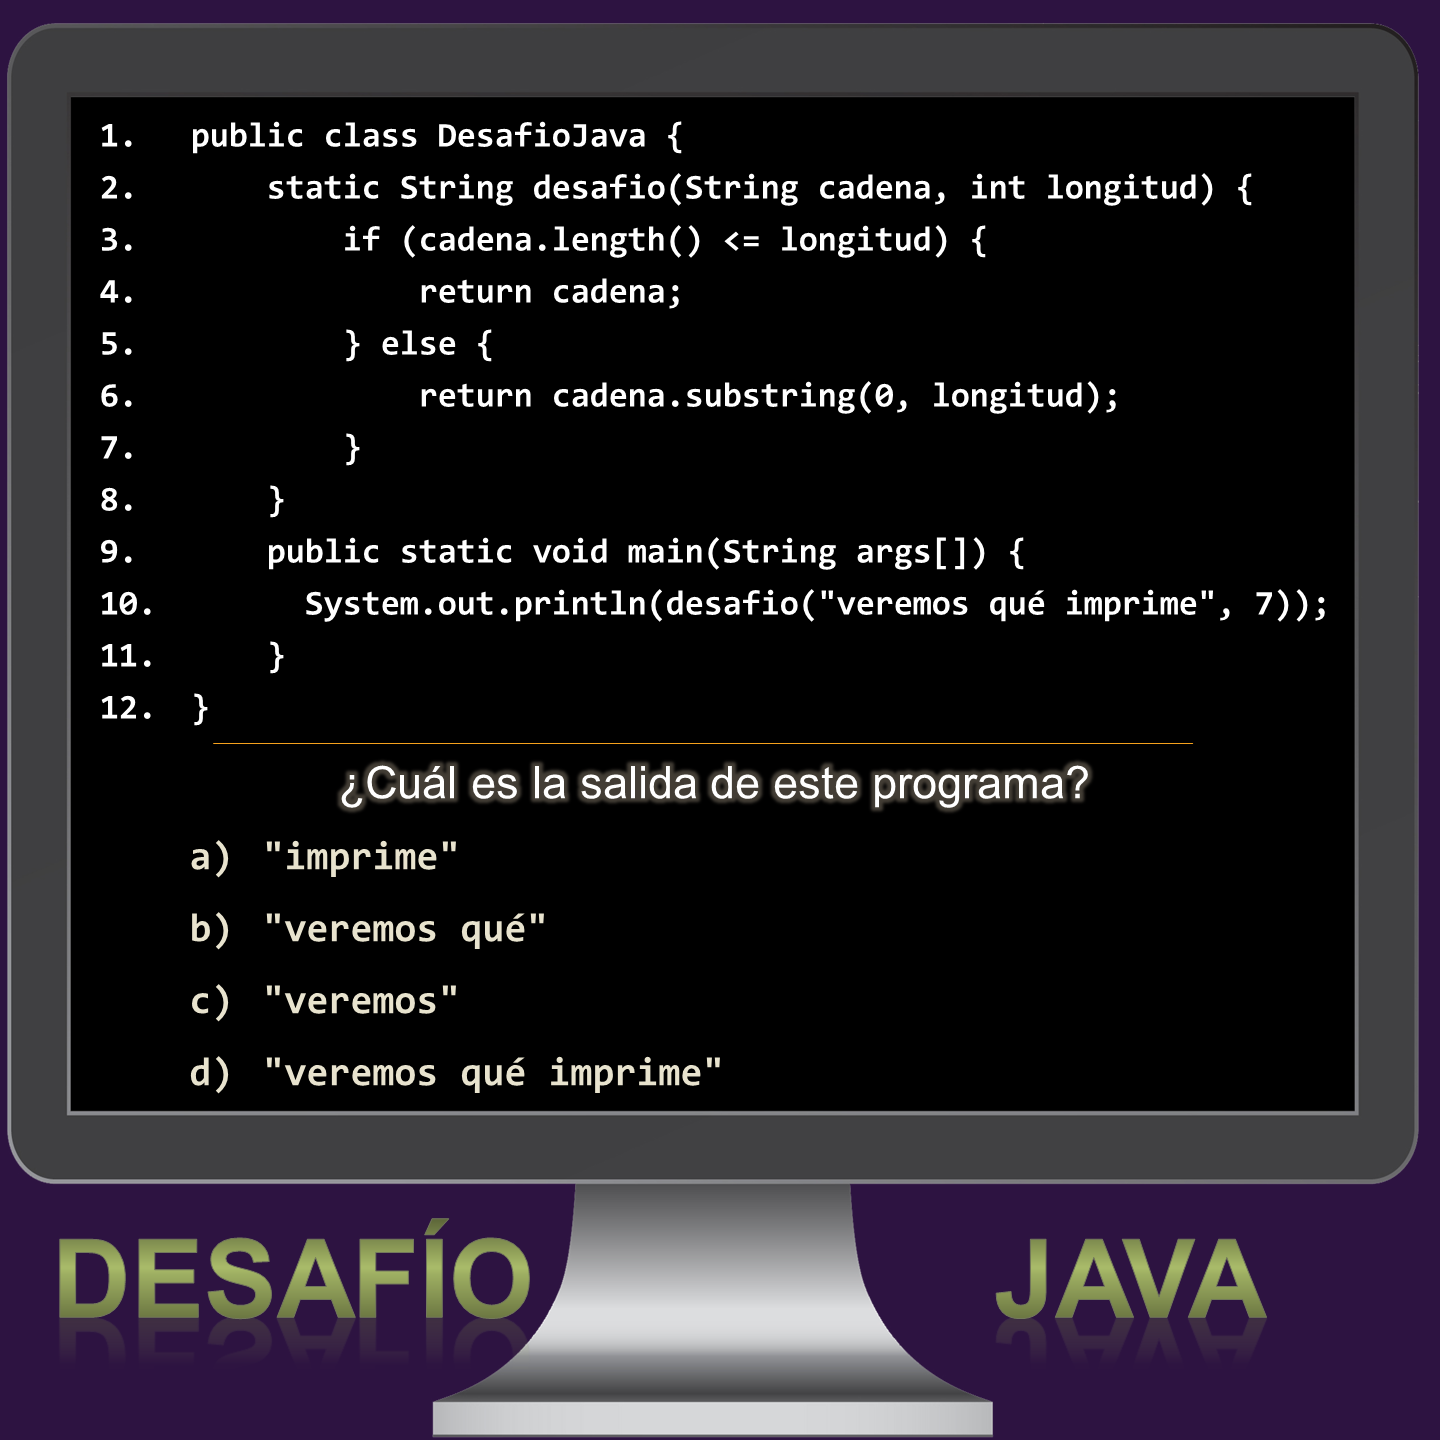 1. public class DesafioJava {
2. static String desafio(String cadena, int longitud) {
3. if (cadena.length() <= longitud) {
4. return cadena;
5. } else {
6. return cadena.substring(0, longitud);
7. }
8. }
9. public static void main(String args[]) {
10. System.out.println(desafio("veremos qué imprime", 7));
11. }
12. }
¿Cuál es la salida de este programa?
a) "imprime"
b) "veremos qué"
c) "veremos"
d) "veremos qué imprime"
DESAFÍO JAVA